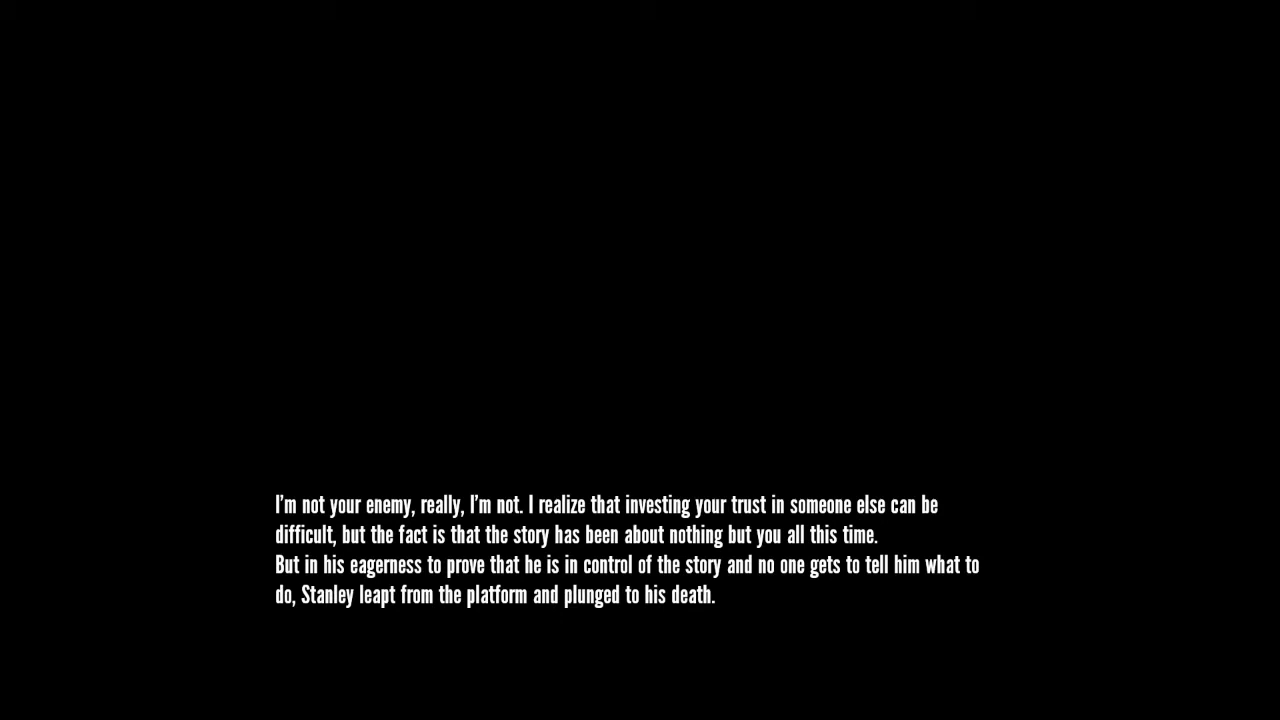 I’m not your enemy, really, I’m not. I realize that investing your trust in someone else can be
difficult, but the fact is that the story has been about nothing but you all this time.
But in his eagerness to prove that he is in control of the story and no one gets to tell him what to
do, Stanley leapt from the platform and plunged to his death.